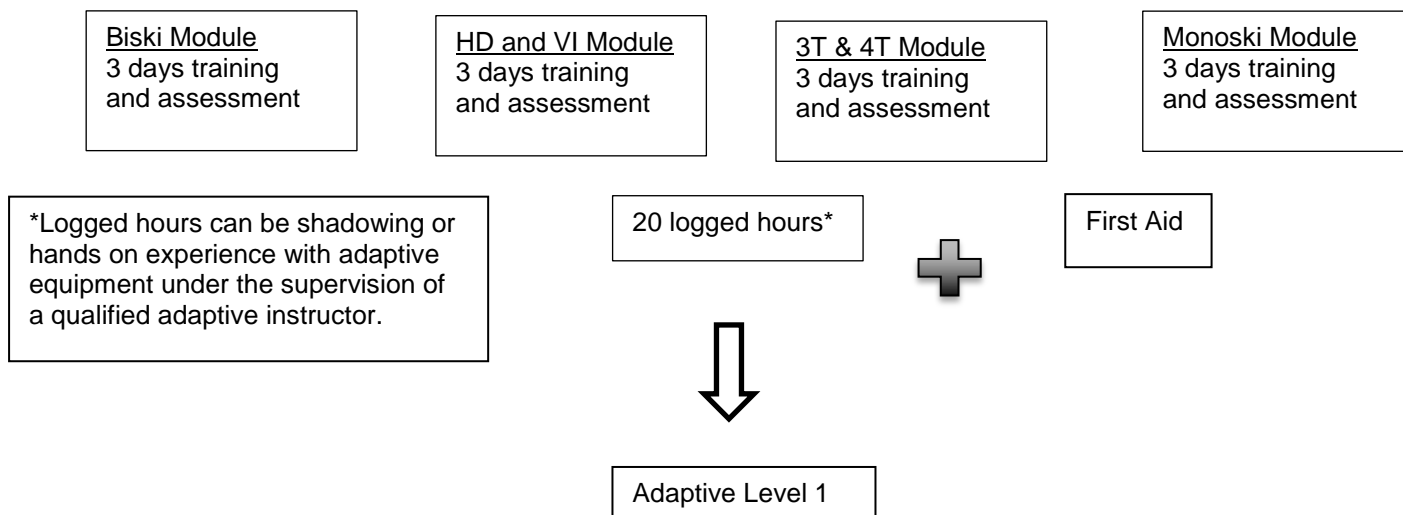 Biski Module
3 days training
and assessment
HD and VI Module
3 days training
and assessment
3T & 4T Module
3 days training
and assessment
Monoski Module
3 days training
and assessment
*Logged hours can be shadowing or
hands on experience with adaptive
equipment under the supervision of
a qualified adaptive instructor.
20 logged hours*
First Aid
Adaptive Level 1